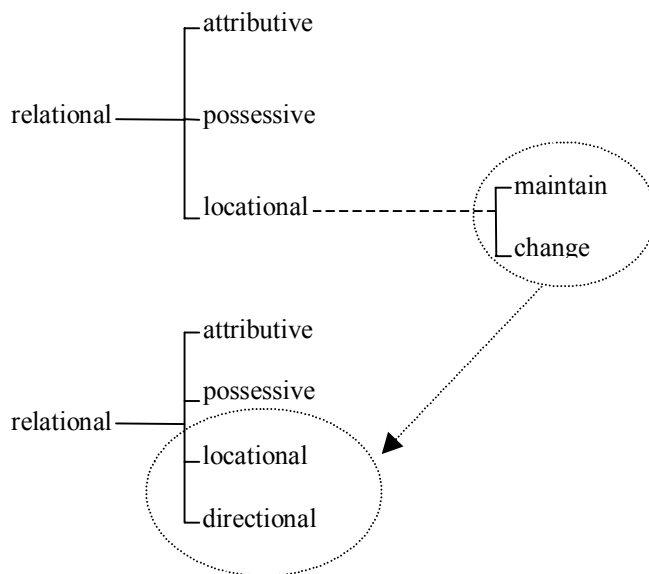 attributive
relational
possessive
locational
maintain
change
attributive
possessive
relational
locational
directional